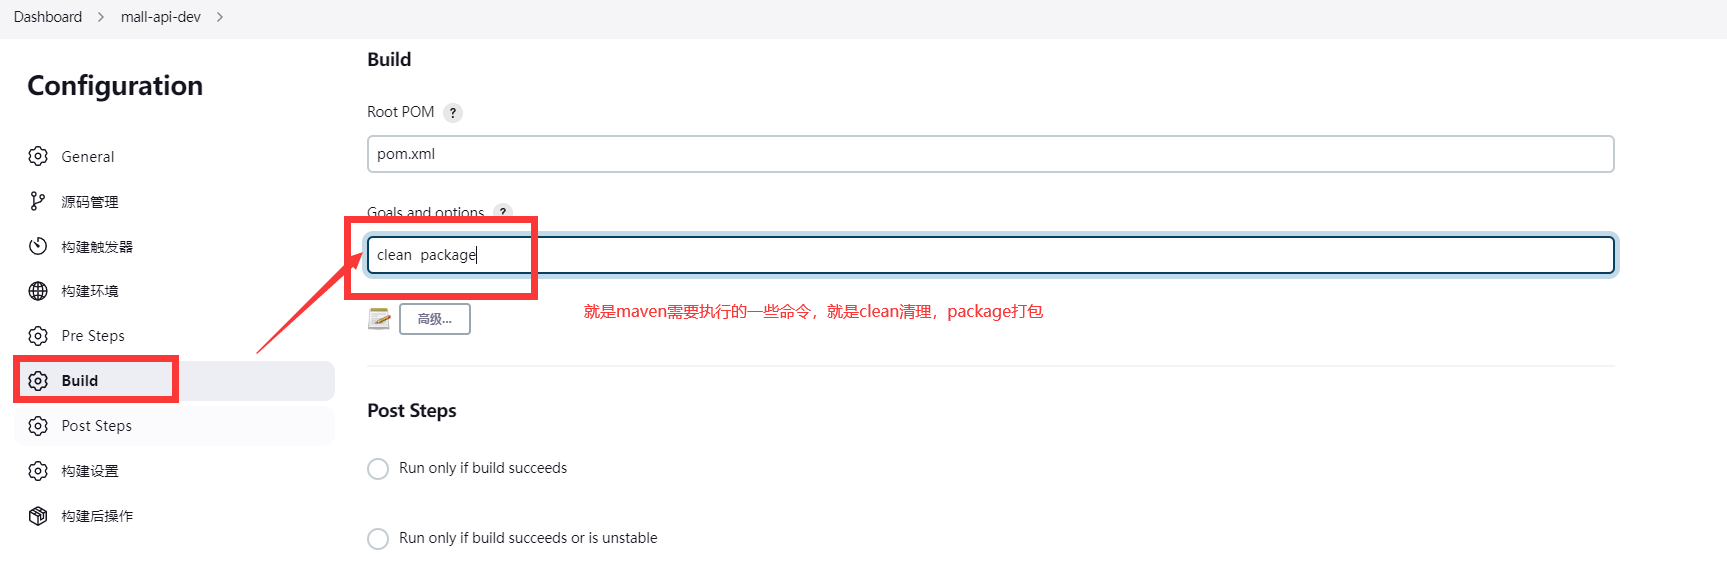 Dashboard > mall-api-dev >
Configuration
General
源码管理
构建触发器
构建环境
Pre Steps
Build
Post Steps
构建设置
构建后操作
Build
Root POM ?
pom.xml
Goals and options ?
clean  package
高级...
就是maven需要执行的一些命令，就是clean清理，package打包
Post Steps
Run only if build succeeds
Run only if build succeeds or is unstable